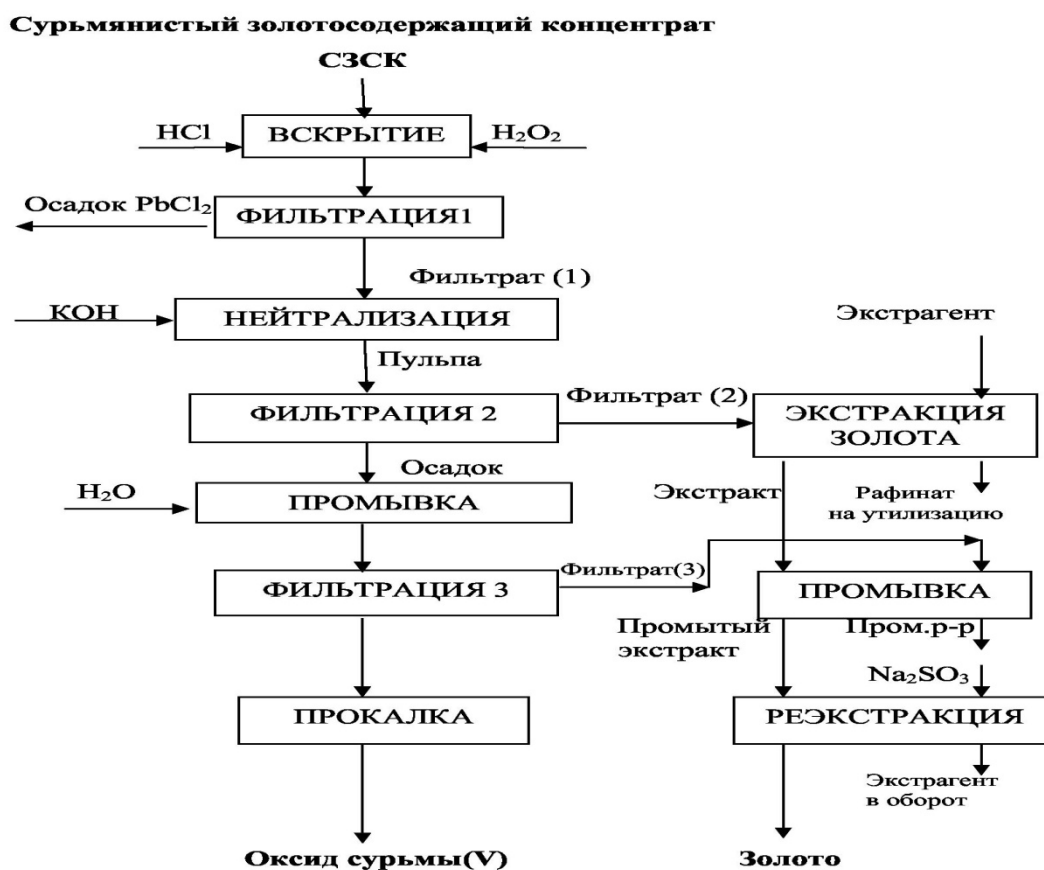 Сурьмянистый золотосодержащий концентрат
СЗСК
HCl
ВСКРЫТИЕ
H₂O₂
Осадок PbCl₂
ФИЛЬТРАЦИЯ1
Фильтрат (1)
КОН
НЕЙТРАЛИЗАЦИЯ
Экстрагент
Пульпа
ФИЛЬТРАЦИЯ 2
Фильтрат (2)
ЭКСТРАКЦИЯ
ЗОЛОТА
Осадок
H₂O
ПРОМЫВКА
Экстракт
Рафинат
на утилизацию
ФИЛЬТРАЦИЯ 3
Фильтрат(3)
ПРОМЫВКА
Промытый
экстракт
Пром.р-р
Na₂SO₃
ПРОКАЛКА
РЕЭКСТРАКЦИЯ
Экстрагент
в оборот
Оксид сурьмы(V)
Золото